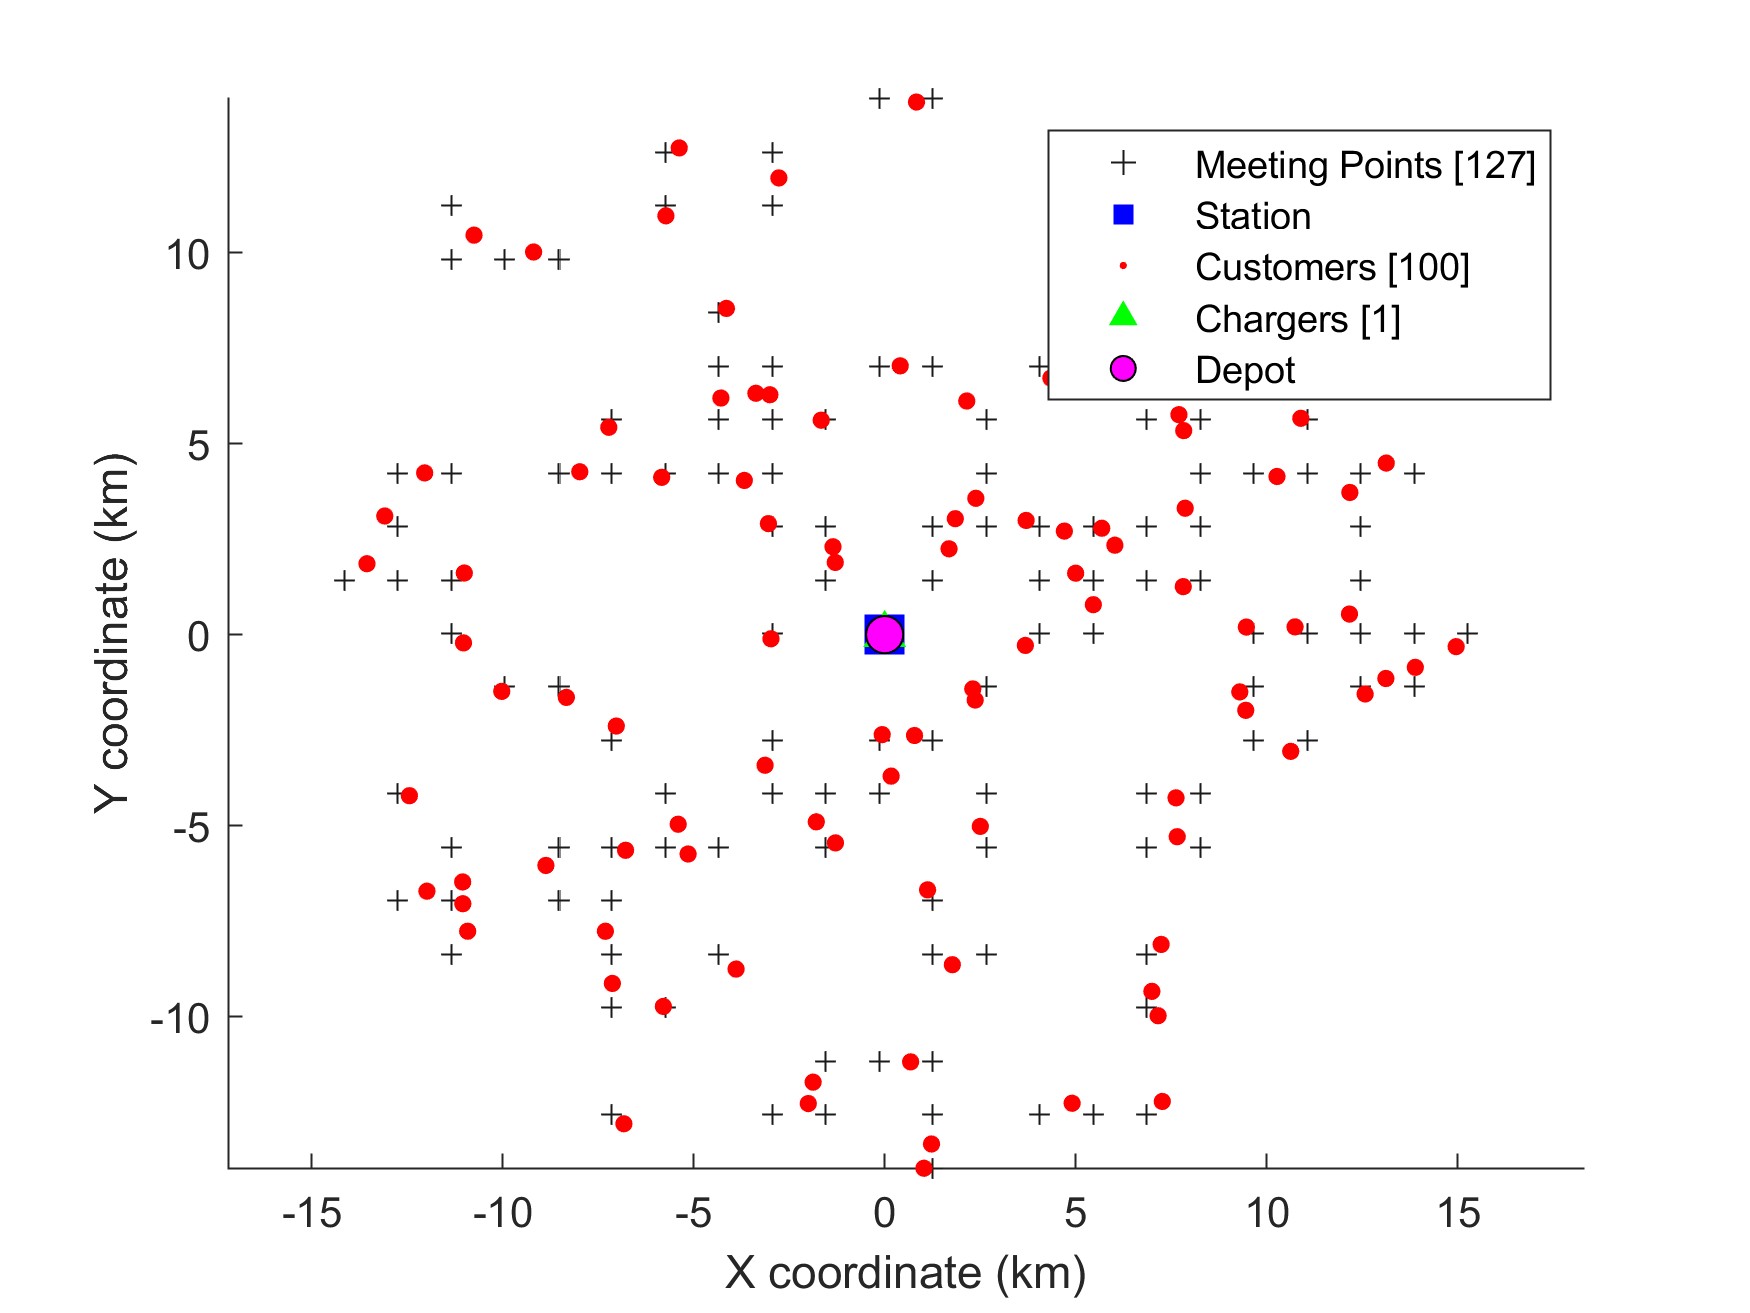 Meeting Points [127]
Station
Customers [100]
Chargers [1]
Depot
10
5
0
-5
-10
Y coordinate (km)
-15 -10 -5 0 5 10 15
X coordinate (km)